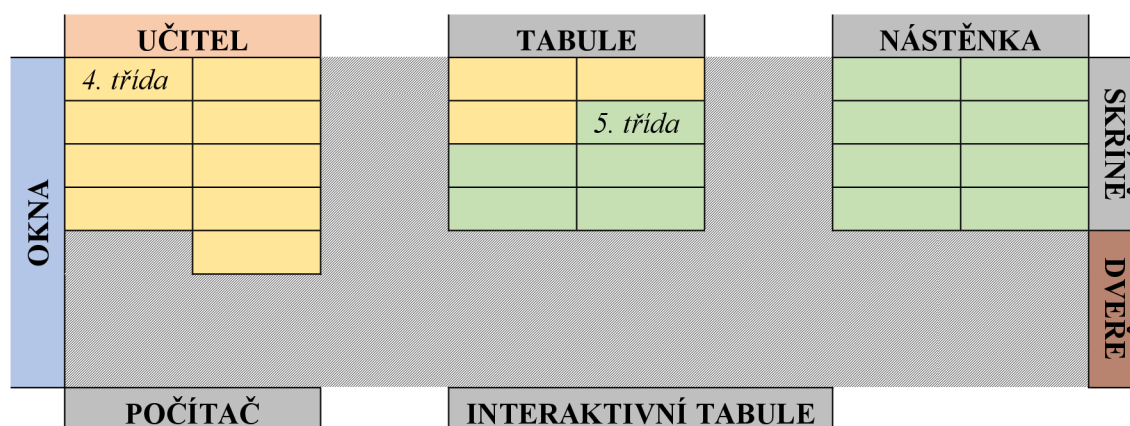 UČITEL
TABULE
NÁSTĚNKA
4. třída
5. třída
OKNA
SKŘÍNĚ
DVEŘE
POČÍTAČ
INTERAKTIVNÍ TABULE